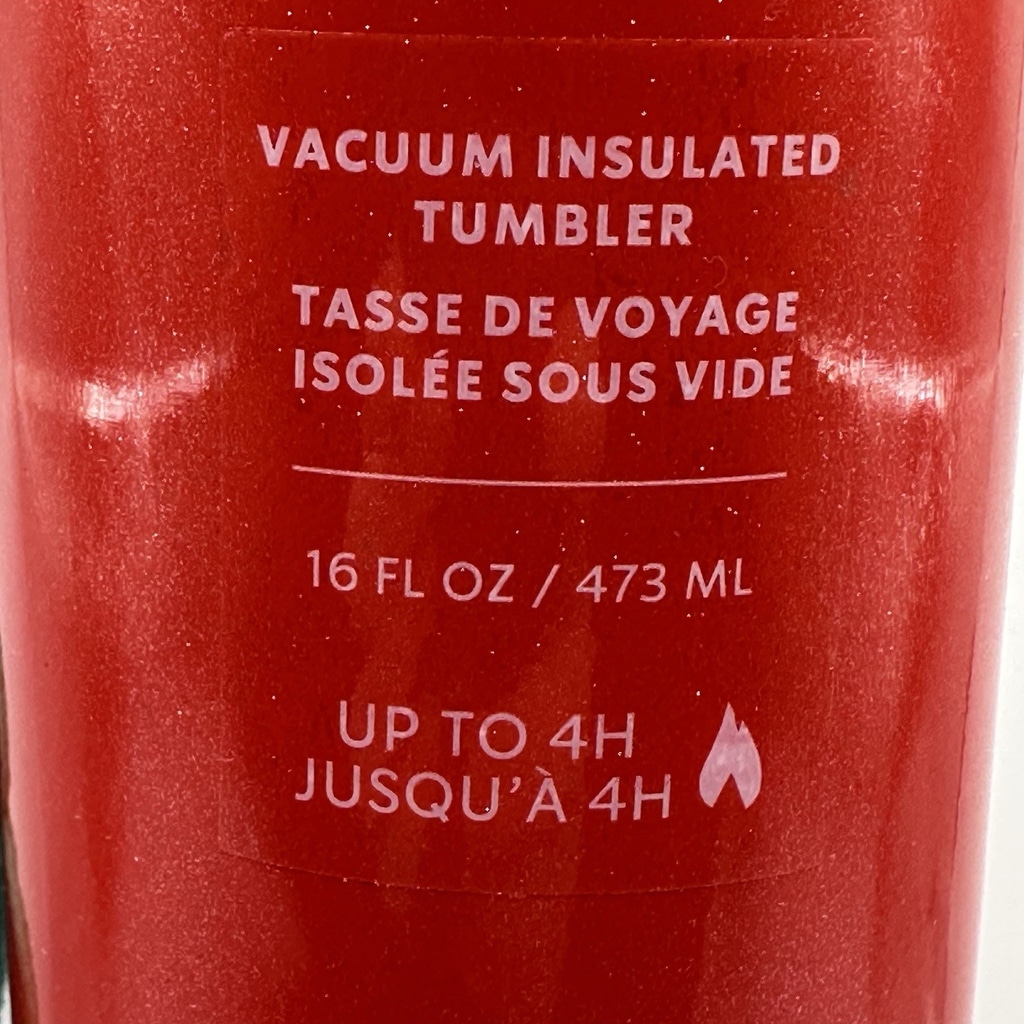 VACUUM INSULATED
TUMBLER
TASSE DE VOYAGE
ISOLÉE SOUS VIDE
16 FL OZ / 473 ML
UP TO 4H
JUSQU'À 4H